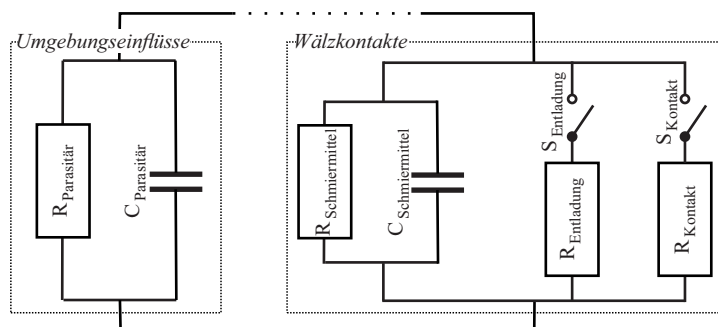 Umgebungseinflüsse
Wälzkontakte
R Parasitär
C Parasitär
R Schmiermittel
C Schmiermittel
S Entladung
R Entladung
S Kontakt
R Kontakt